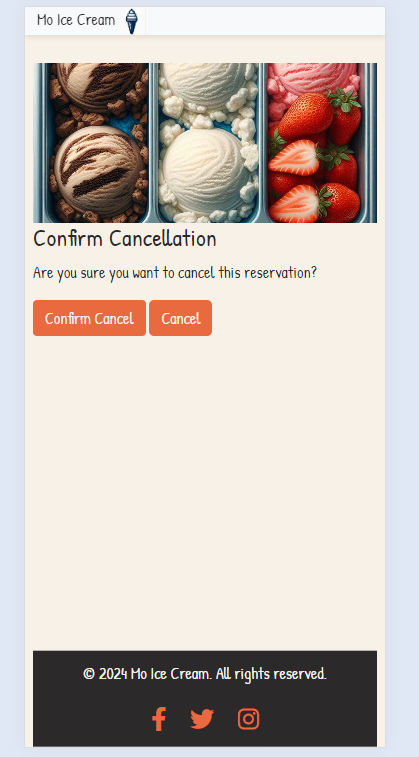 Mo Ice Cream
Confirm Cancellation
Are you sure you want to cancel this reservation?
Confirm Cancel Cancel
© 2024 Mo Ice Cream. All rights reserved.